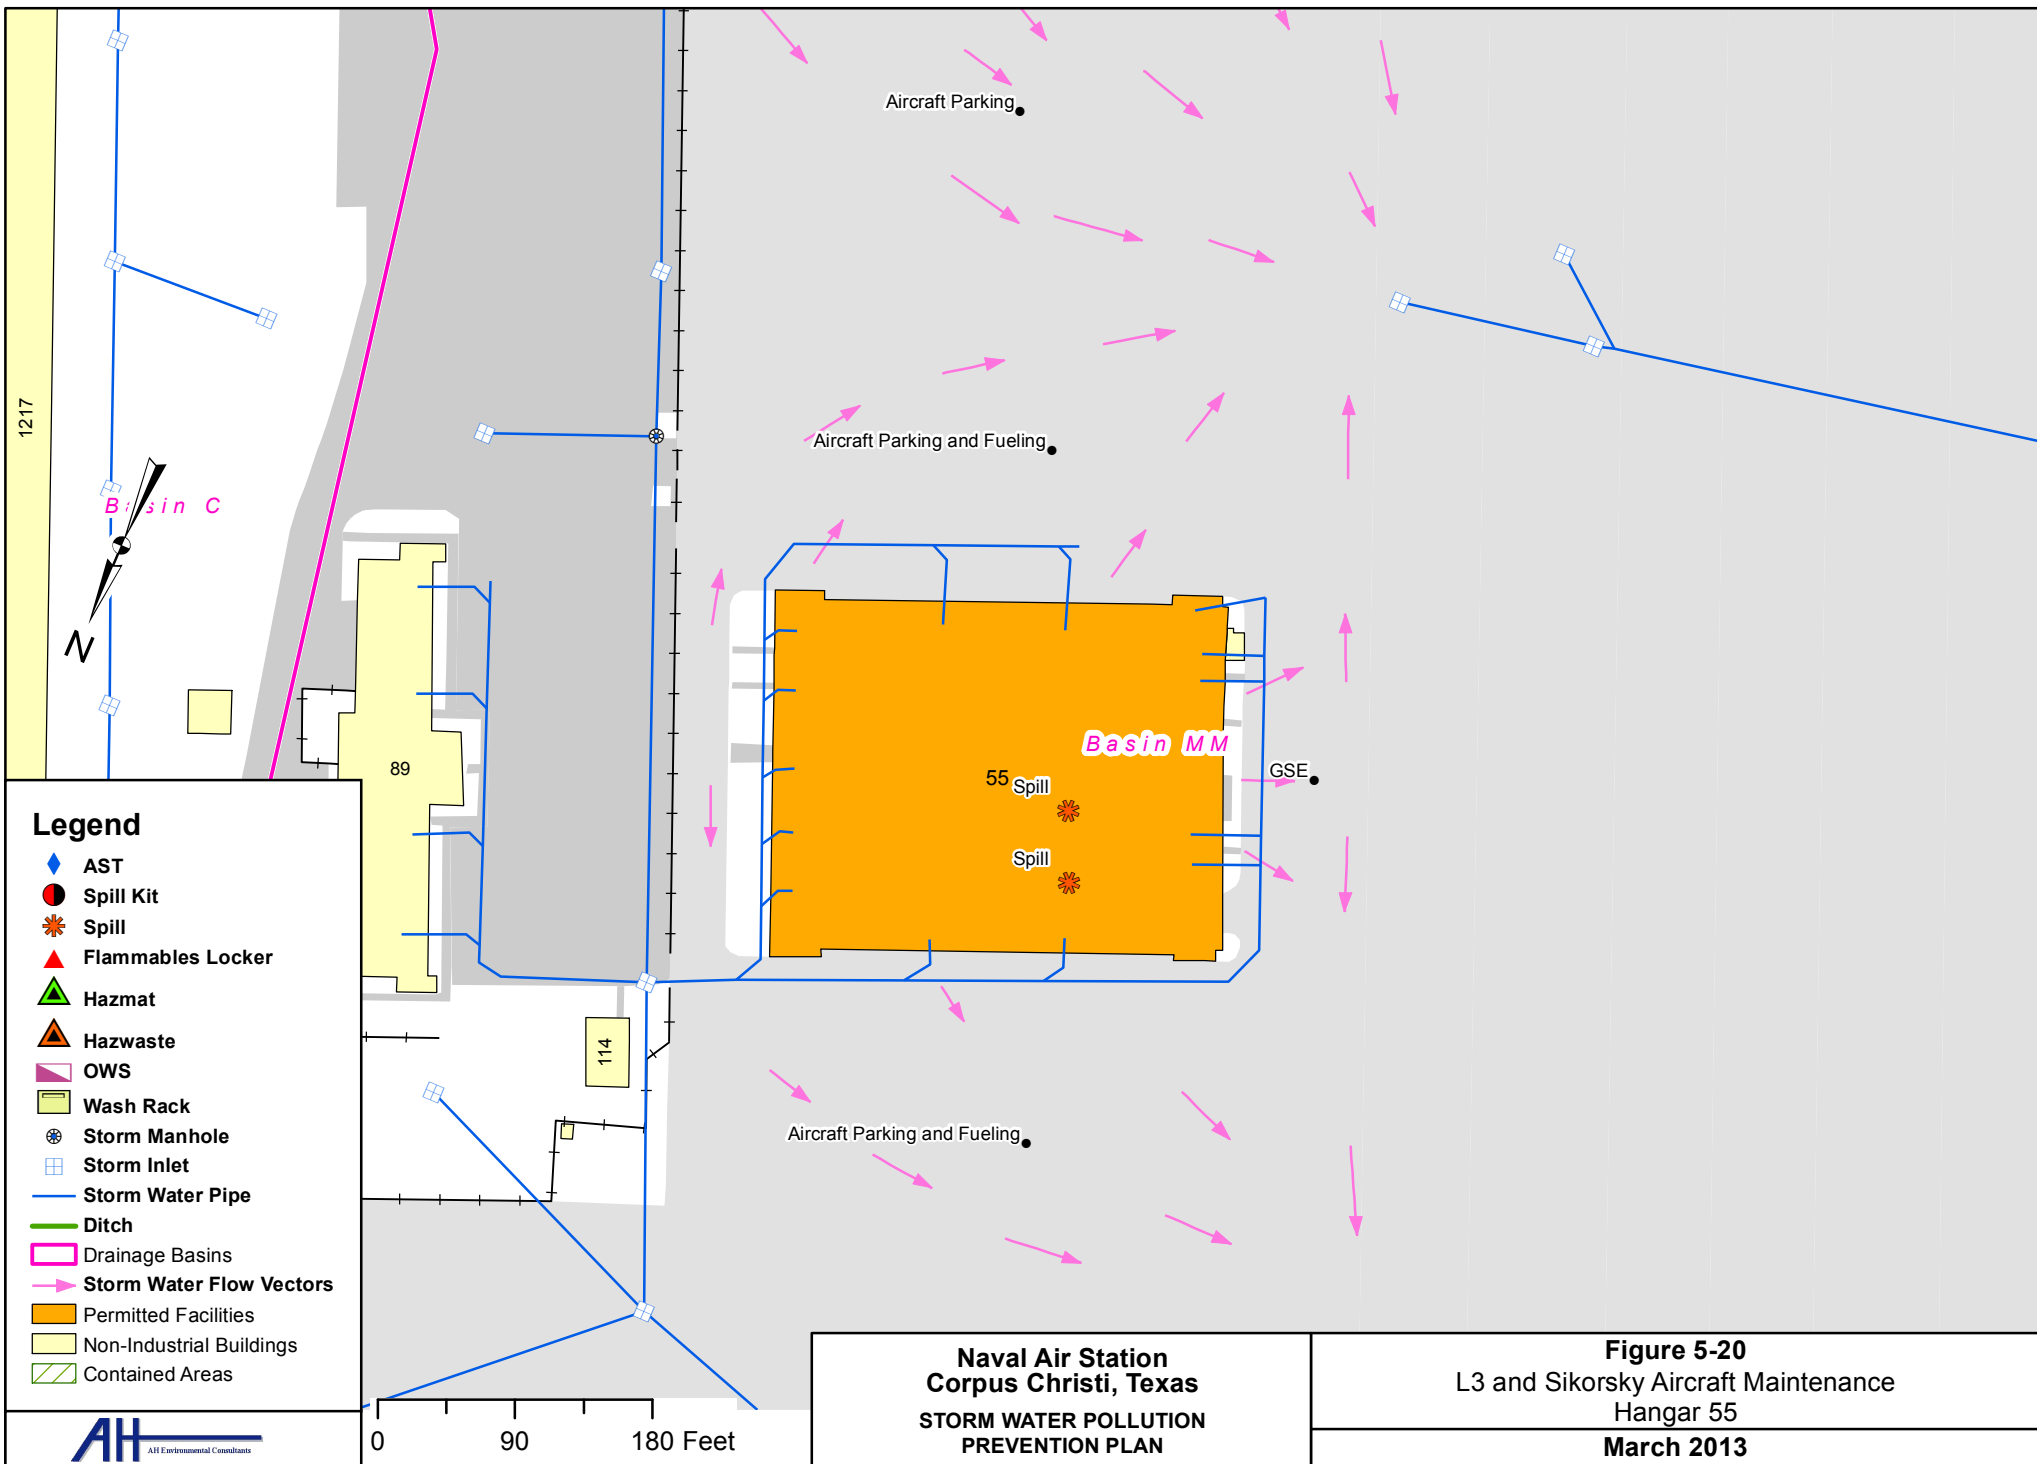 Aircraft Parking
1217
Aircraft Parking and Fueling
Basin C
N
89
Basin MM
55
Spill
GSE
Spill
114
Aircraft Parking and Fueling
Legend
AST
Spill Kit
Spill
Flammables Locker
Hazmat
Hazwaste
OWS
Wash Rack
Storm Manhole
Storm Inlet
Storm Water Pipe
Ditch
Drainage Basins
Storm Water Flow Vectors
Permitted Facilities
Non-Industrial Buildings
Contained Areas
AH
AH Environmental Consultants
0 90 180 Feet
Naval Air Station
Corpus Christi, Texas
STORM WATER POLLUTION
PREVENTION PLAN
Figure 5-20
L3 and Sikorsky Aircraft Maintenance
Hangar 55
March 2013